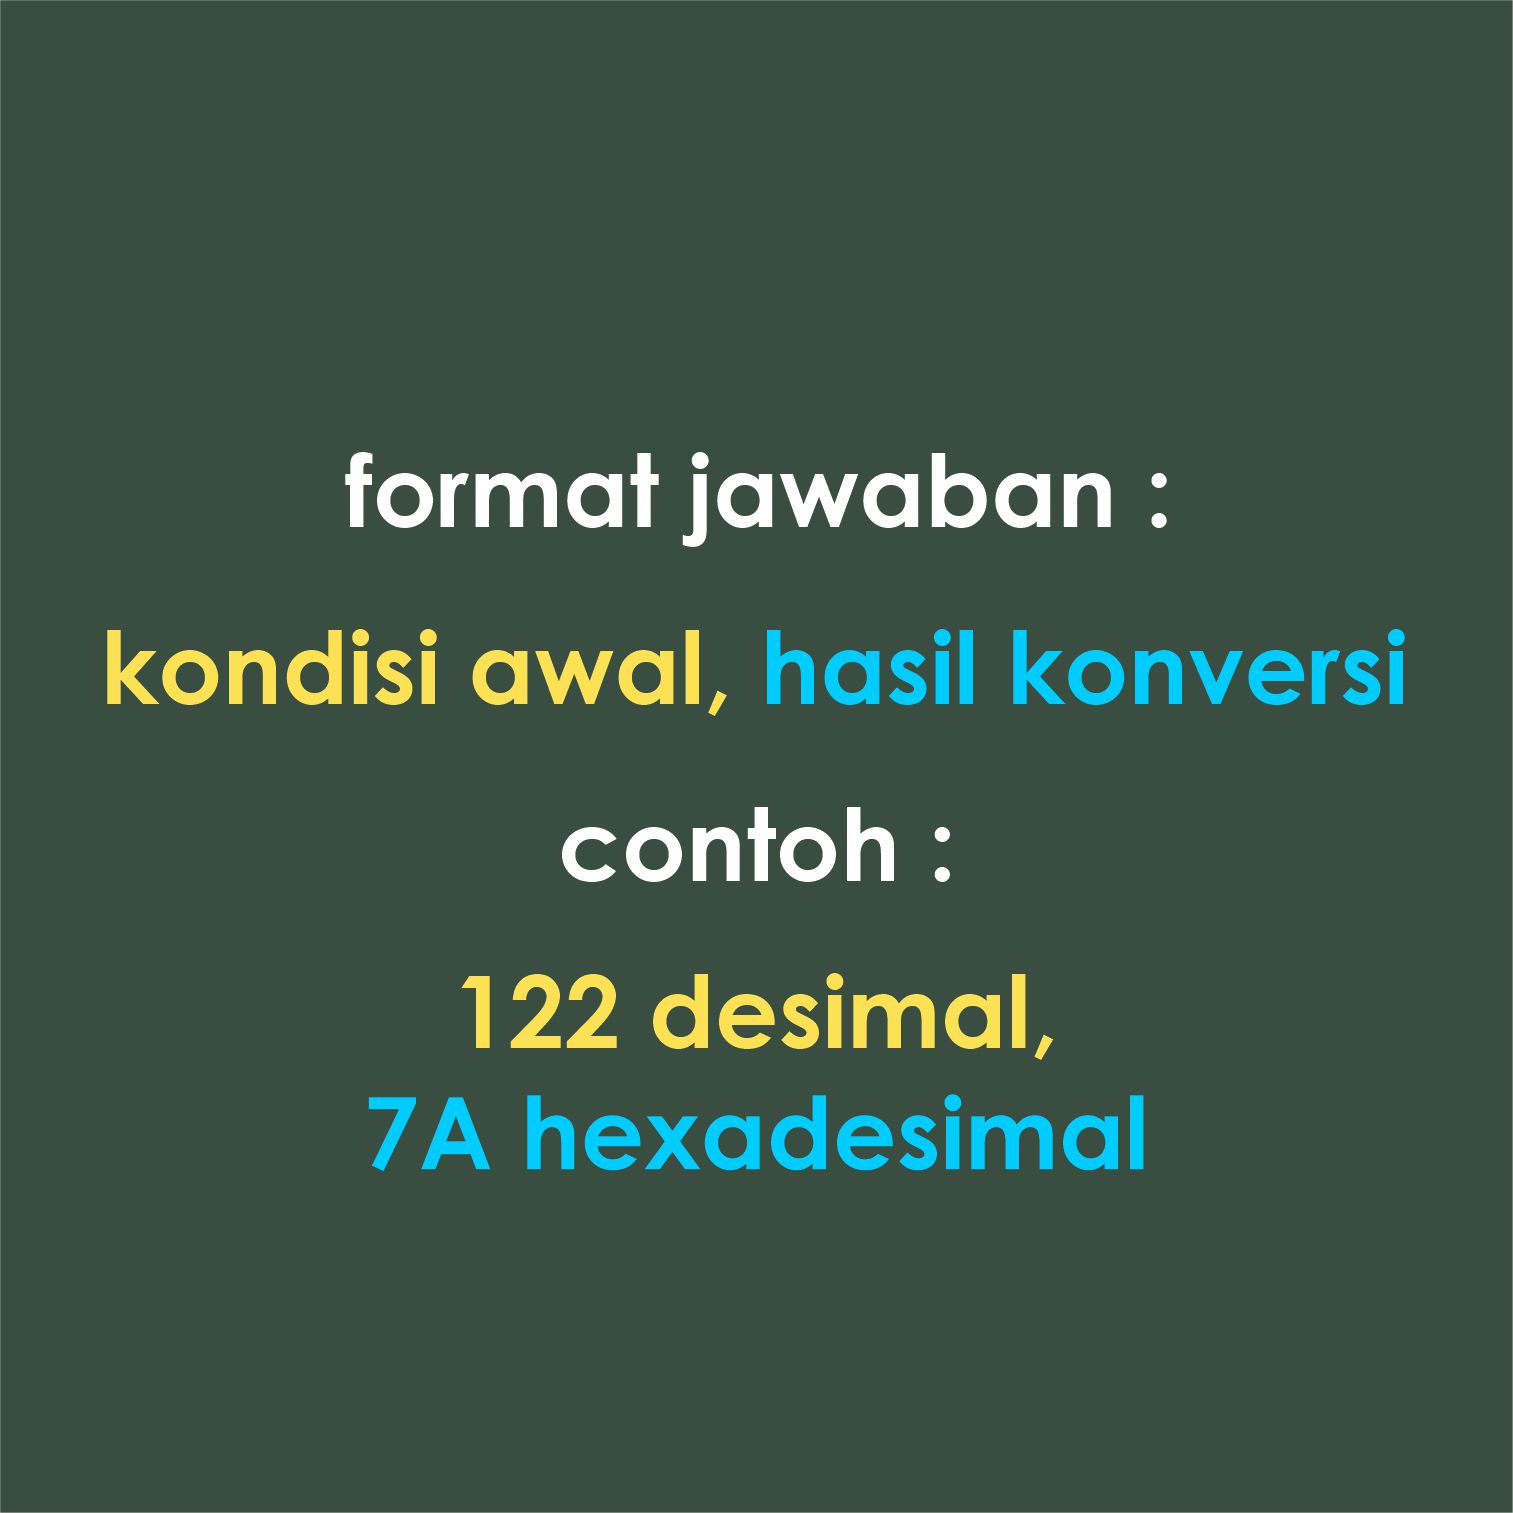 format jawaban :
kondisi awal, hasil konversi
contoh :
122 desimal,
7A hexadesimal